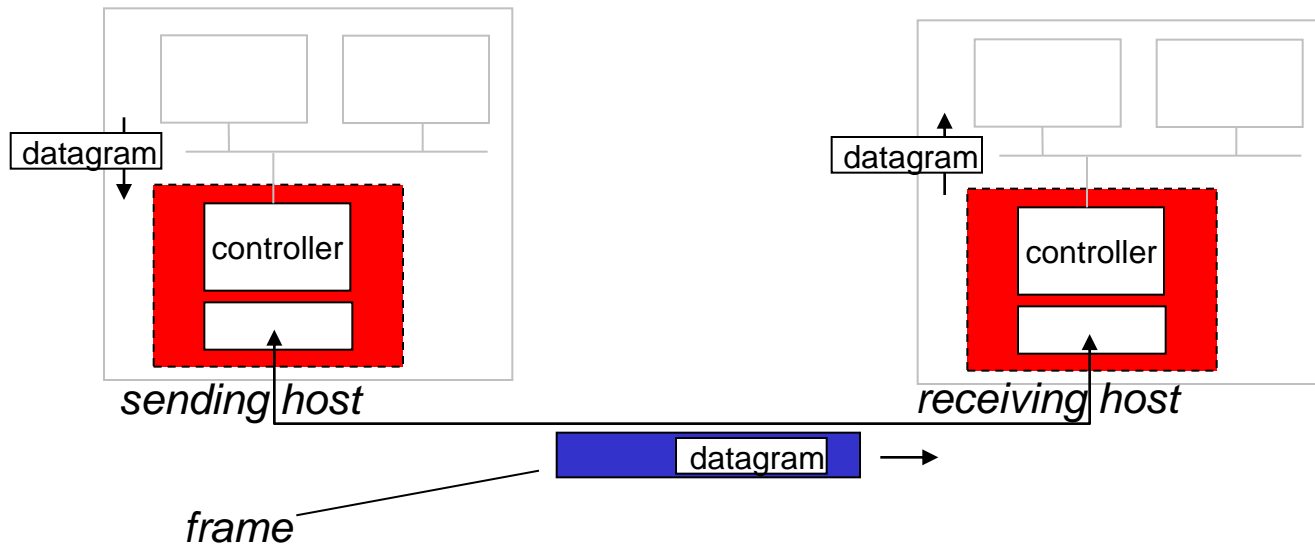 datagram
datagram
controller
controller
sending host
receiving host
datagram
frame